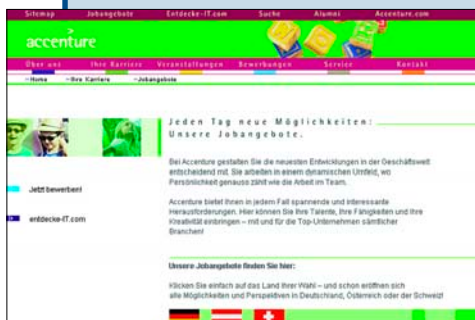 Sitemap Jobangebote Entdecke-IT.com Suche Alumni Accenture.com
accenture
Über uns Ihre Karriere Veranstaltungen Bewerbungen Service Kontakt
Home Ihre Karriere Jobangebote
Jeden Tag neue Möglichkeiten:
Unsere Jobangebote.
Bei Accenture gestalten Sie die neuesten Entwicklungen in der Geschäftswelt
entscheidend mit. Sie arbeiten in einem dynamischen Umfeld, wo
Persönlichkeit genauso zählt wie die Arbeit im Team.
Jetzt bewerben!
Accenture bietet Ihnen in jedem Fall spannende und interessante
Herausforderungen. Hier können Sie Ihre Talente, Ihre Fähigkeiten und Ihre
Kreativität einbringen – mit und für die Top-Unternehmen sämtlicher
Branchen!
entdecke-IT.com
Unsere Jobangebote finden Sie hier:
Klicken Sie einfach auf das Land Ihrer Wahl – und schon eröffnen sich
alle Möglichkeiten und Perspektiven in Deutschland, Österreich oder der Schweiz!